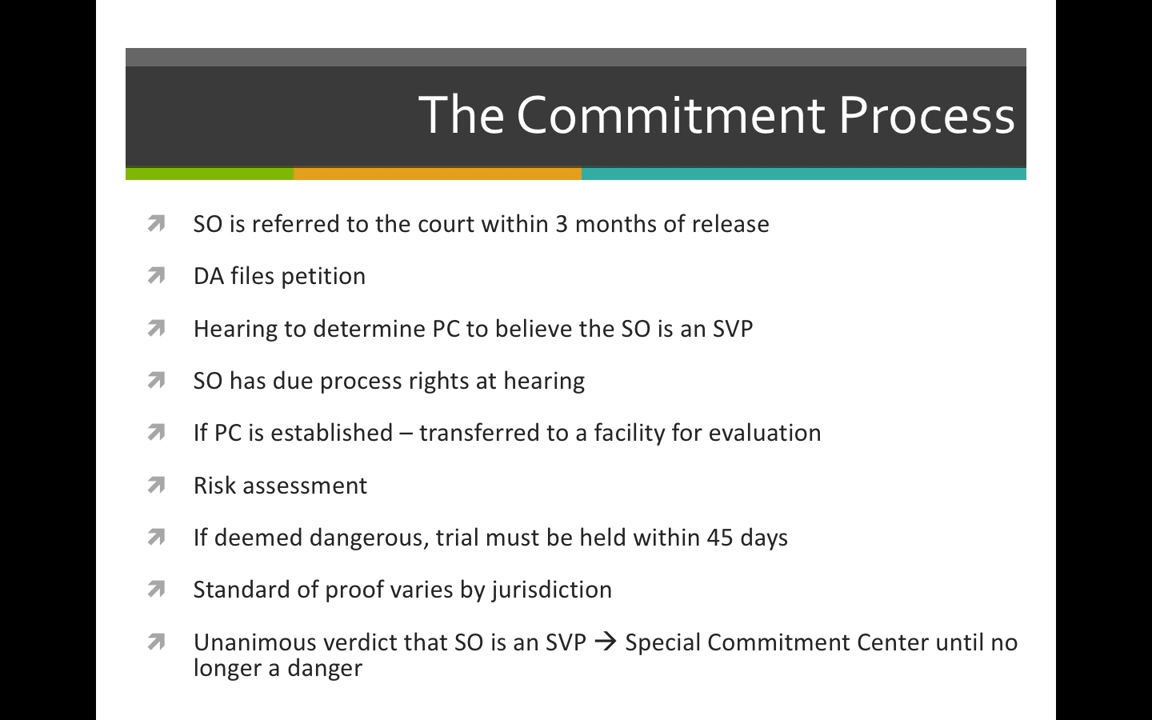 The Commitment Process
SO is referred to the court within 3 months of release
DA files petition
Hearing to determine PC to believe the SO is an SVP
SO has due process rights at hearing
If PC is established – transferred to a facility for evaluation
Risk assessment
If deemed dangerous, trial must be held within 45 days
Standard of proof varies by jurisdiction
Unanimous verdict that SO is an SVP → Special Commitment Center until no
longer a danger